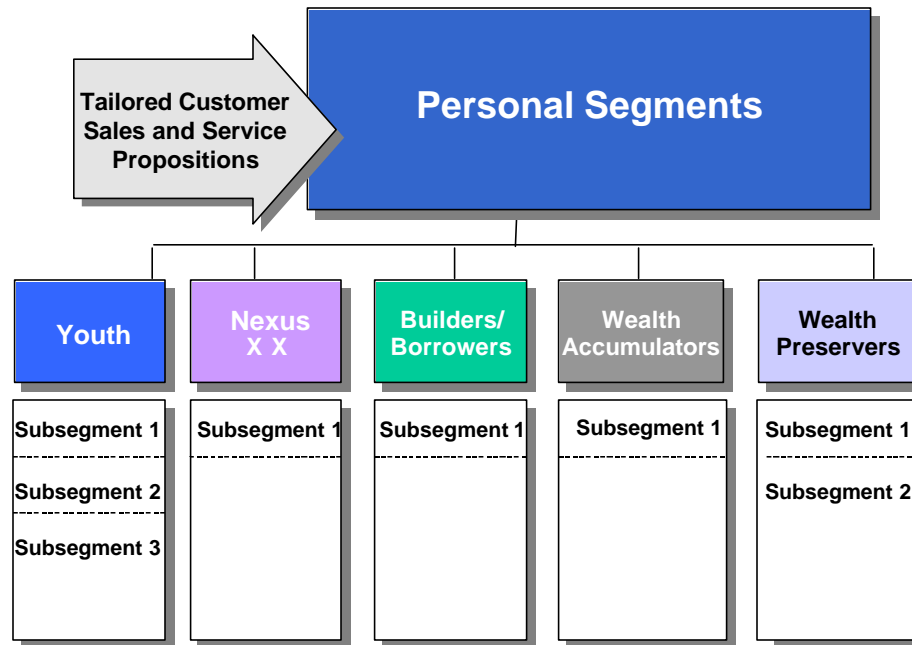 Tailored Customer
Sales and Service
Propositions
Personal Segments
Youth
Nexus
X X
Builders/
Borrowers
Wealth
Accumulators
Wealth
Preservers
Subsegment 1
Subsegment 2
Subsegment 3
Subsegment 1
Subsegment 1
Subsegment 1
Subsegment 1
Subsegment 2